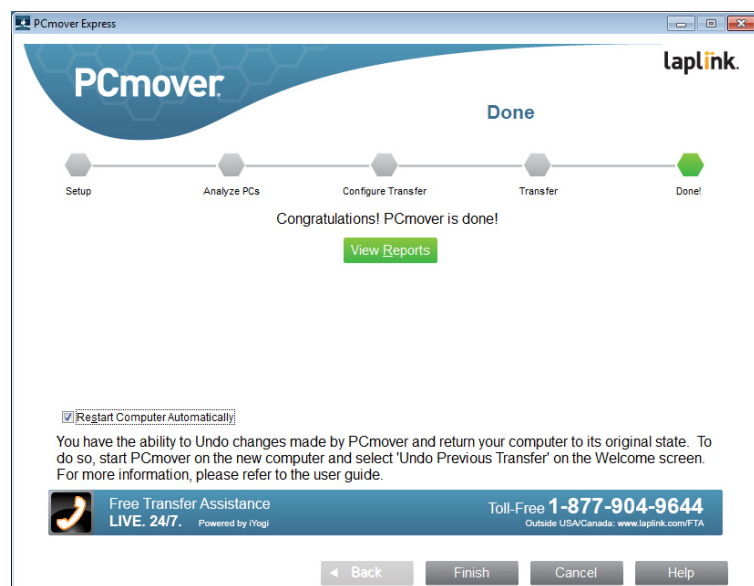 PCmover Express
PCmover
laplink.
Done
Setup
Analyze PCs
Configure Transfer
Transfer
Done!
Congratulations! PCmover is done!
View Reports
Restart Computer Automatically
You have the ability to Undo changes made by PCmover and return your computer to its original state. To
do so, start PCmover on the new computer and select 'Undo Previous Transfer' on the Welcome screen.
For more information, please refer to the user guide.
Free Transfer Assistance
LIVE. 24/7. Powered by iYogi
Toll-Free 1-877-904-9644
Outside USA/Canada: www.laplink.com/FTA
Back
Finish
Cancel
Help